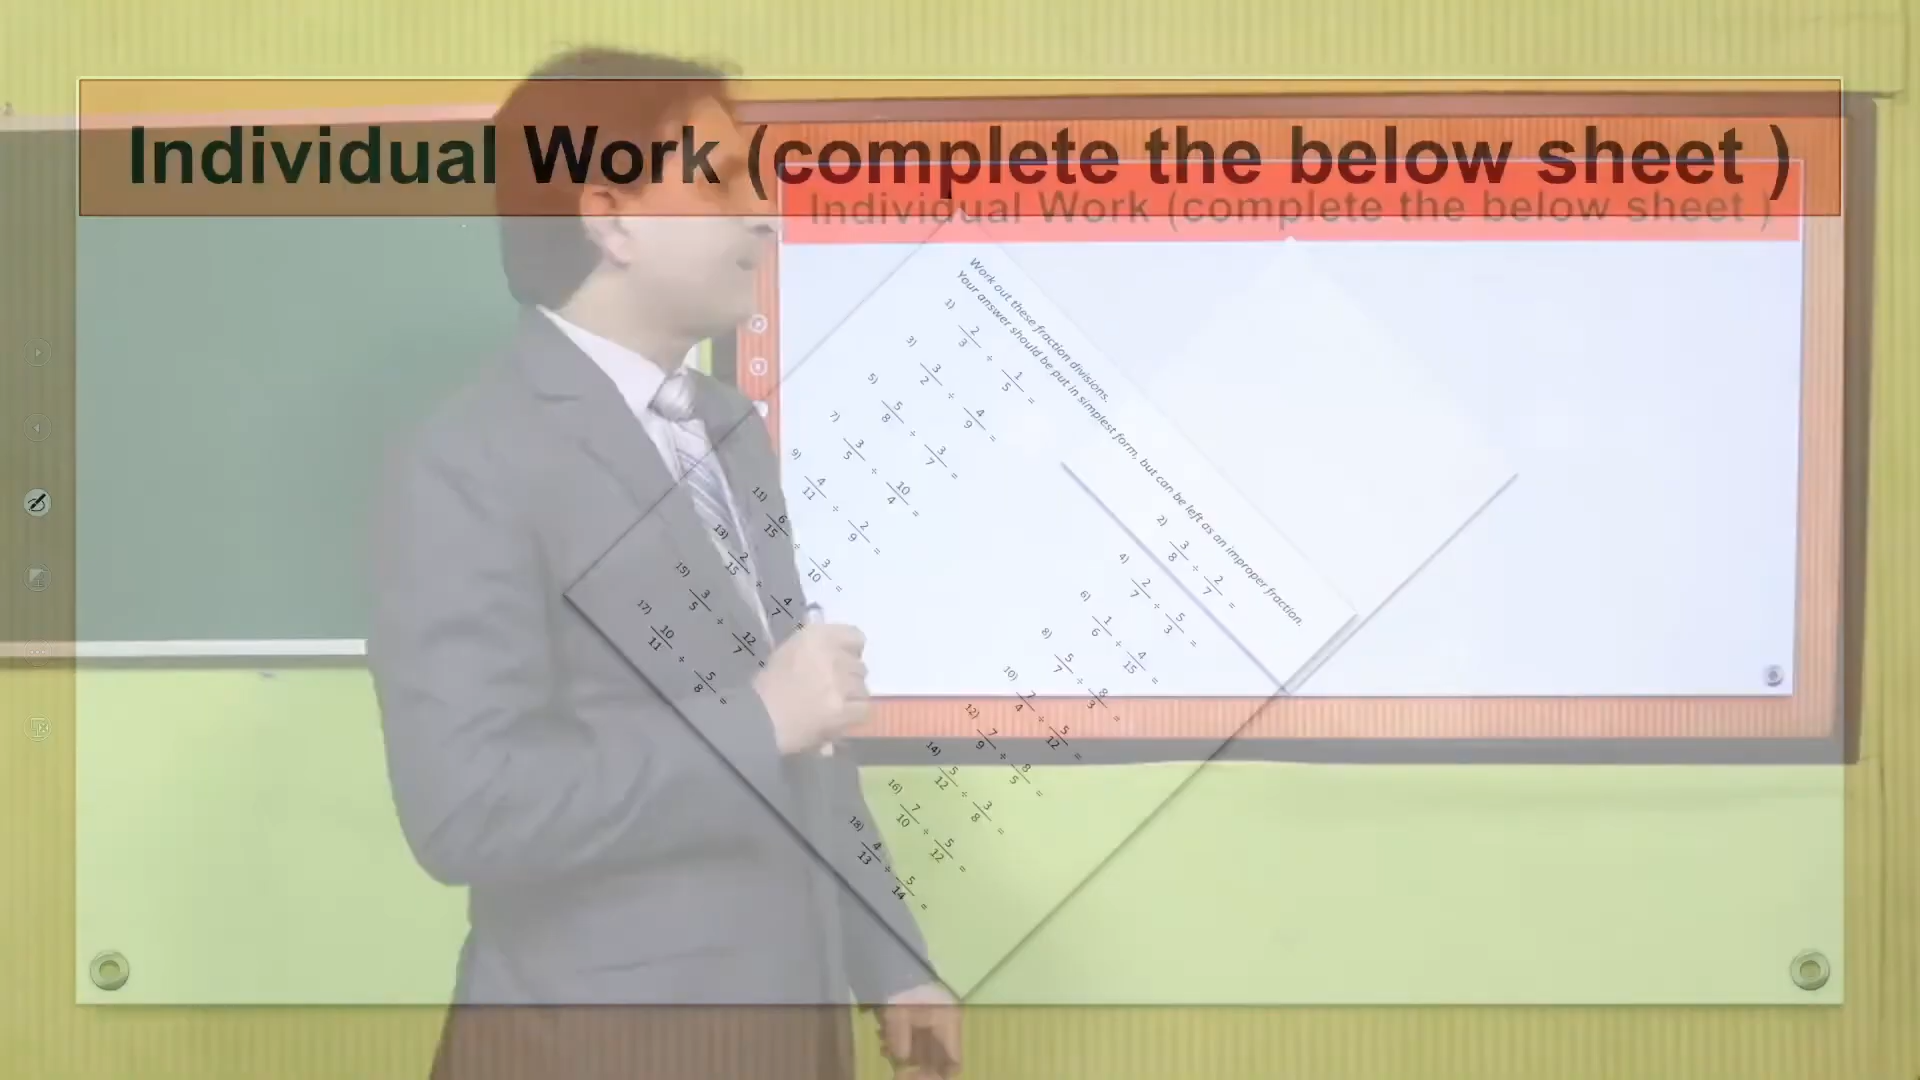 Individual Work (complete the below sheet )
Individual Work (complete the below sheet )
Work out these fraction divisions.
Your answer should be put in simplest form, but can be left as an improper fraction.
1) 2/3 ÷ 1/5 =
2) 3/8 ÷ 2/7 =
3) 3/2 ÷ 4/9 =
4) 2/7 ÷ 5/3 =
5) 5/8 ÷ 3/7 =
6) 1/6 ÷ 4/15 =
7) 3/5 ÷ 10/4 =
8) 5/7 ÷ 8/3 =
9) 4/11 ÷ 2/9 =
10) 7/4 ÷ 5/12 =
11) 6/15 ÷ 3/10 =
12) 7/9 ÷ 8/5 =
13) 2/15 ÷ 4/7 =
14) 5/12 ÷ 3/8 =
15) 3/5 ÷ 12/7 =
16) 7/10 ÷ 5/12 =
17) 10/11 ÷ 5/8 =
18) 4/13 ÷ 5/14 =